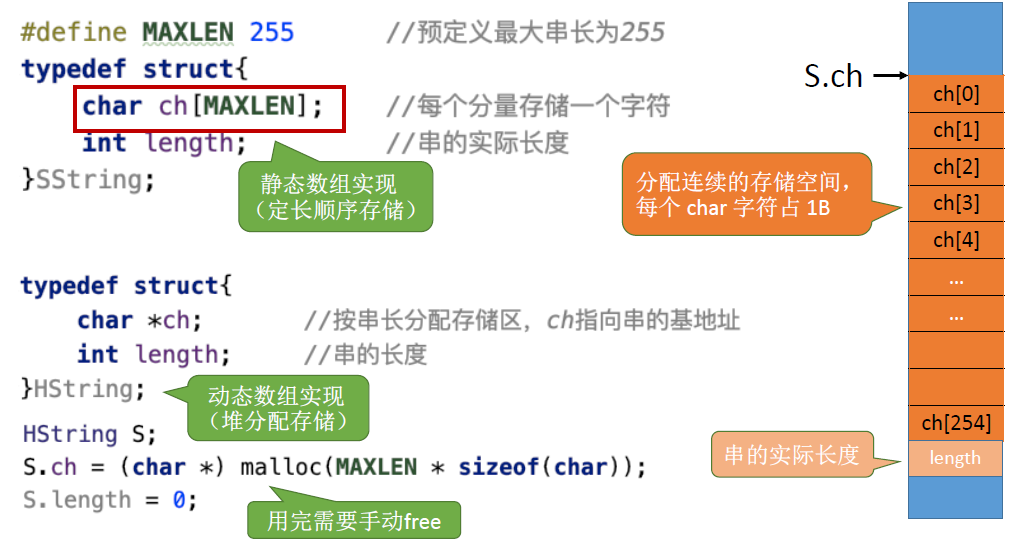 #define MAXLEN 255 //预定义最大串长为255
typedef struct{
char ch[MAXLEN]; //每个分量存储一个字符
int length; //串的实际长度
}SString;
静态数组实现
（定长顺序存储）
typedef struct{
char *ch; //按串长分配存储区，ch指向串的基地址
int length; //串的长度
}HString;
动态数组实现
（堆分配存储）
HString S;
S.ch = (char *) malloc(MAXLEN * sizeof(char));
S.length = 0;
用完需要手动free
S.ch
分配连续的存储空间，
每个 char 字符占 1B
ch[0]
ch[1]
ch[2]
ch[3]
ch[4]
...
...
ch[254]
串的实际长度
length